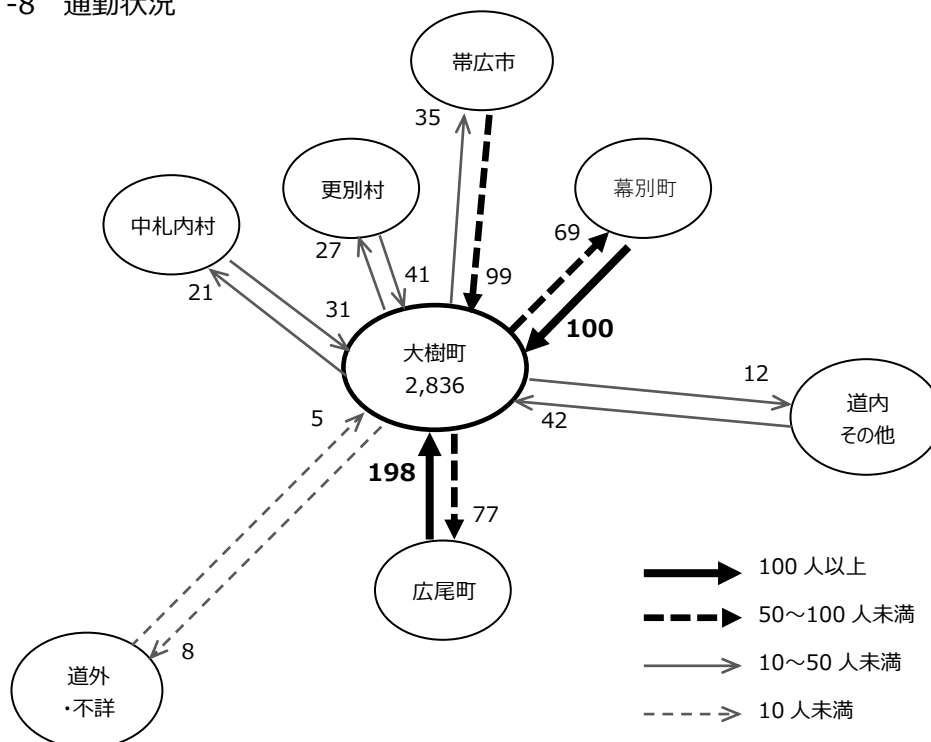 -8 通勤状況
帯広市
35
更別村
幕別町
中札内村
69
27
41
99
21
31
100
大樹町
2,836
12
道内
その他
42
5
198
77
広尾町
8
道外
・不詳
100 人以上
50～100 人未満
10～50 人未満
10 人未満